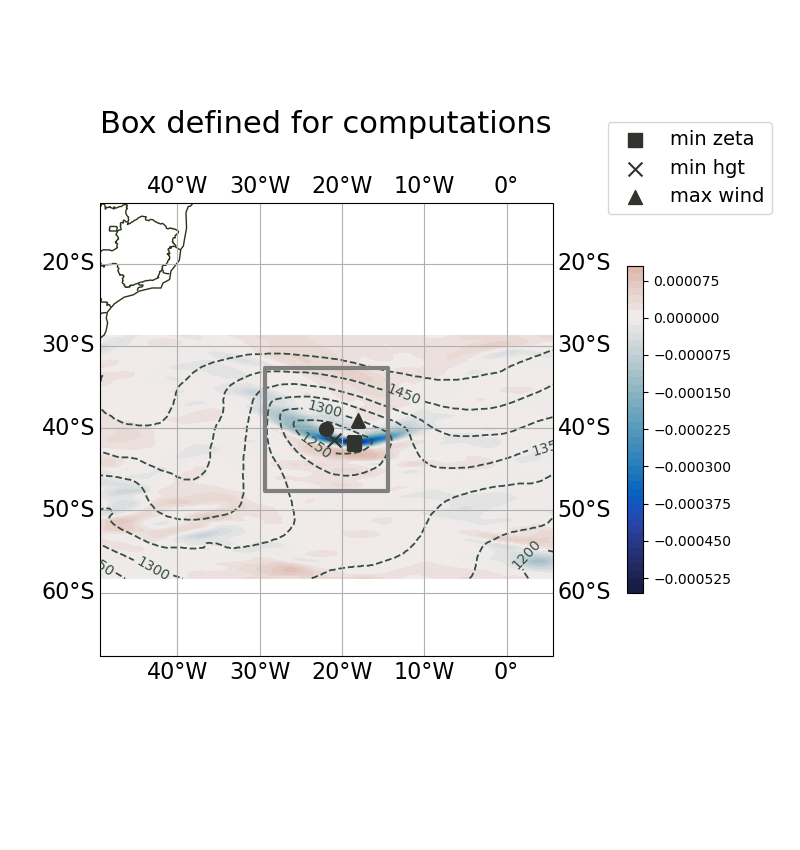 Box defined for computations
min zeta
min hgt
max wind
40°W 30°W 20°W 10°W 0°
20°S 20°S
30°S 30°S
40°S 40°S
50°S 50°S
60°S 60°S
1450
1300
1250
135
1200
1300
50
40°W 30°W 20°W 10°W 0°
0.000075
0.000000
−0.000075
−0.000150
−0.000225
−0.000300
−0.000375
−0.000450
−0.000525